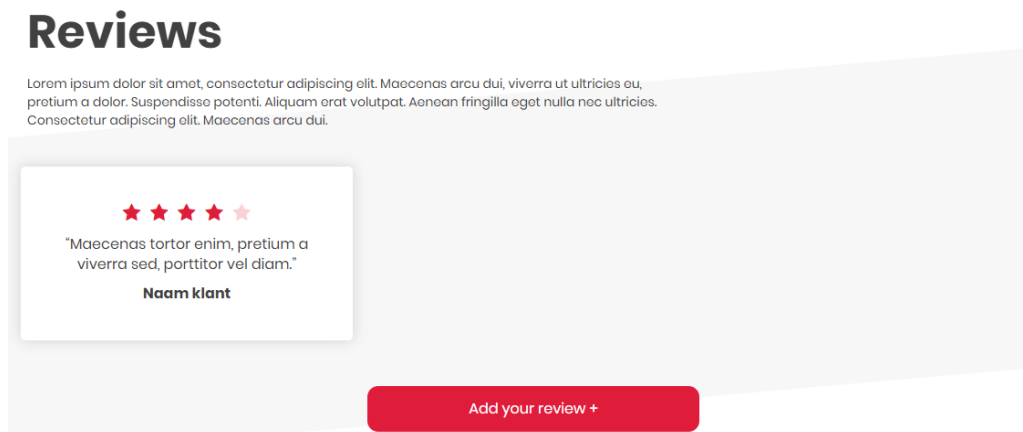 Reviews
Lorem ipsum dolor sit amet, consectetur adipiscing elit. Maecenas arcu dui, viverra ut ultricies eu,
pretium a dolor. Suspendisse potenti. Aliquam erat volutpat. Aenean fringilla eget nulla nec ultricies.
Consectetur adipiscing elit. Maecenas arcu dui.
“Maecenas tortor enim, pretium a
viverra sed, porttitor vel diam.”
Naam klant
Add your review +